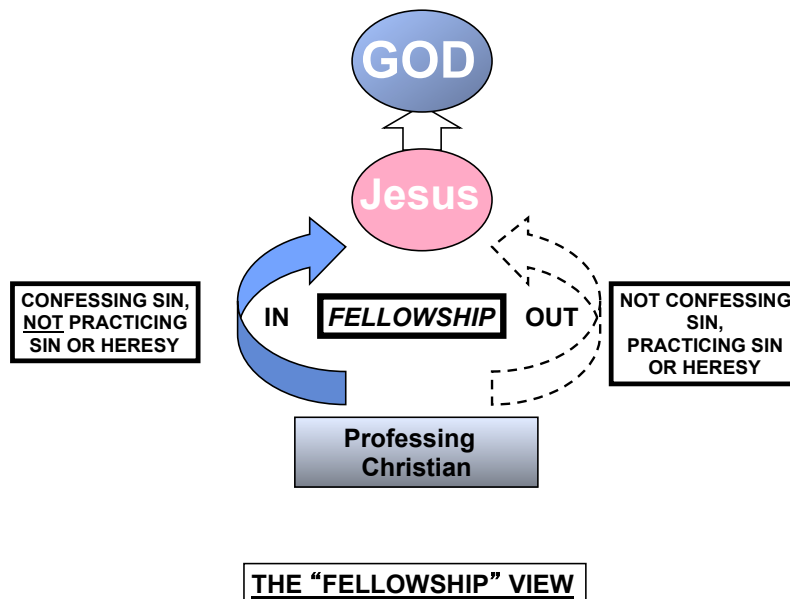 GOD
Jesus
CONFESSING SIN,
NOT PRACTICING
SIN OR HERESY
IN
FELLOWSHIP
OUT
NOT CONFESSING
SIN,
PRACTICING SIN
OR HERESY
Professing
Christian
THE “FELLOWSHIP” VIEW